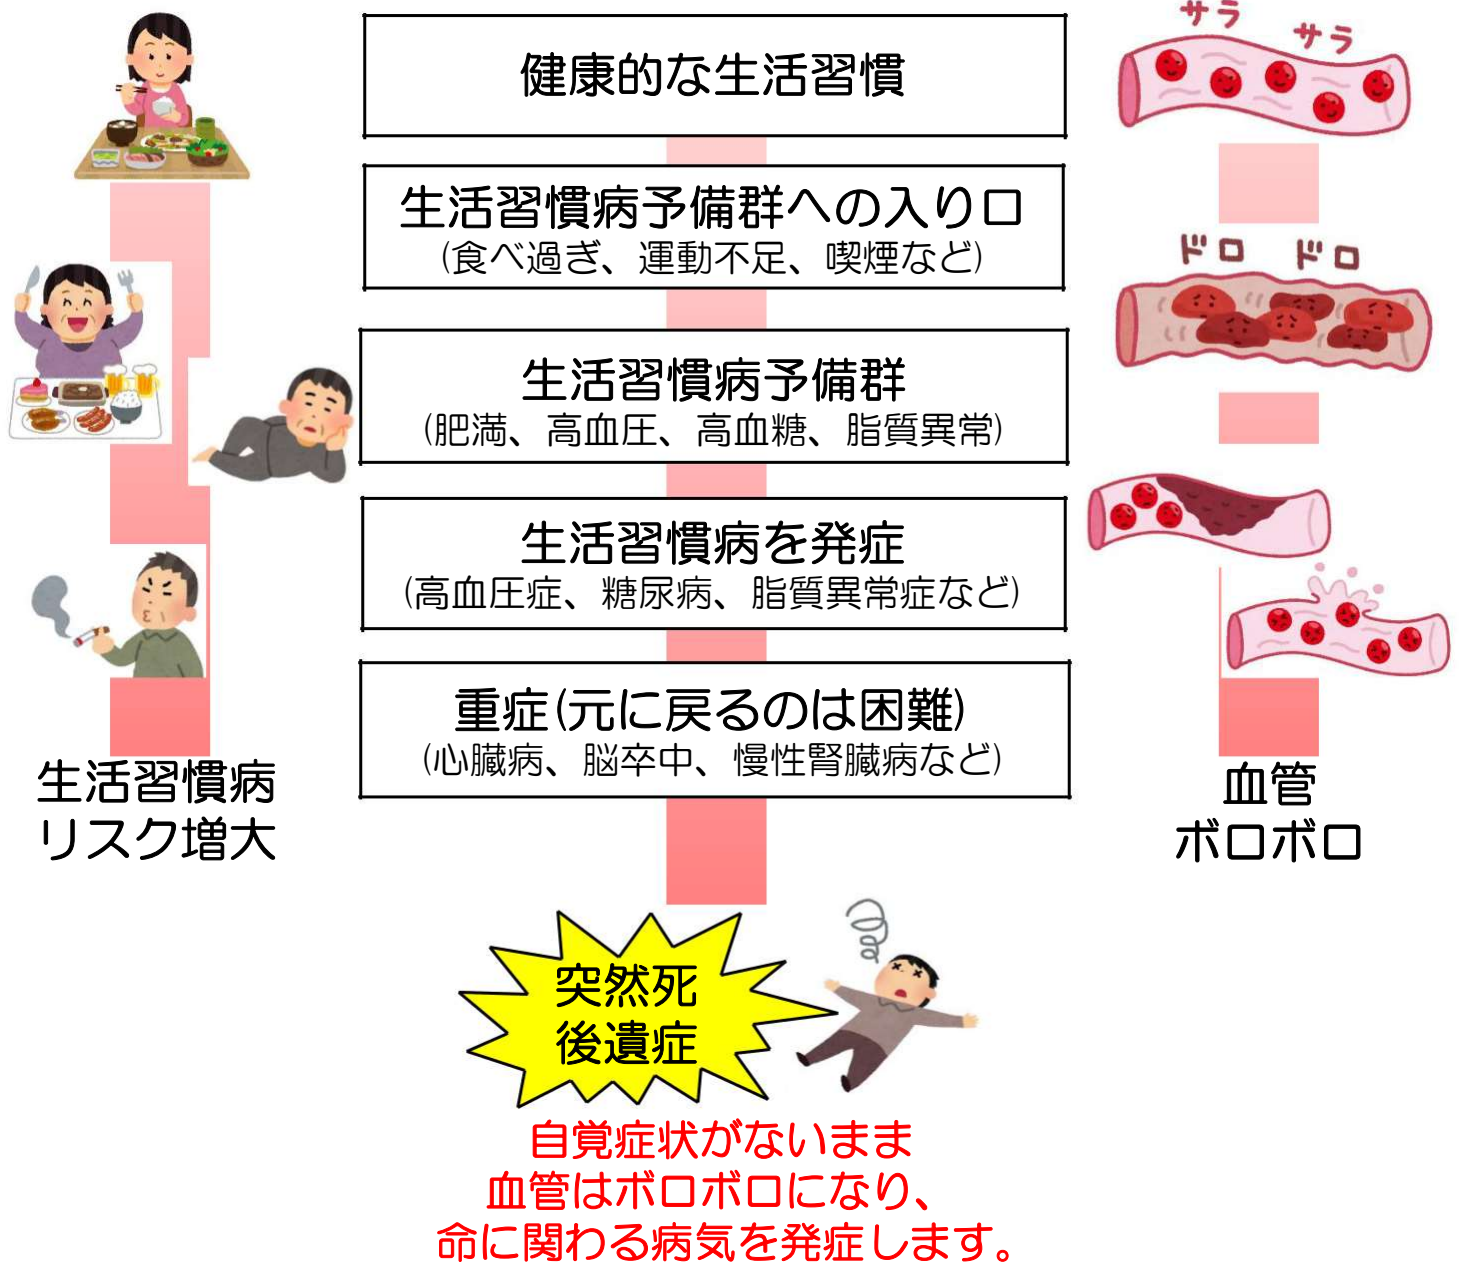 サラ
サラ
健康的な生活習慣
生活習慣病予備群への入り口
(食べ過ぎ、運動不足、喫煙など)
ドロ ドロ
生活習慣病予備群
(肥満、高血圧、高血糖、脂質異常)
生活習慣病を発症
(高血圧症、糖尿病、脂質異常症など)
重症(元に戻るのは困難)
(心臓病、脳卒中、慢性腎臓病など)
生活習慣病
リスク増大
血管
ボロボロ
突然死
後遺症
自覚症状がないまま
血管はボロボロになり、
命に関わる病気を発症します。